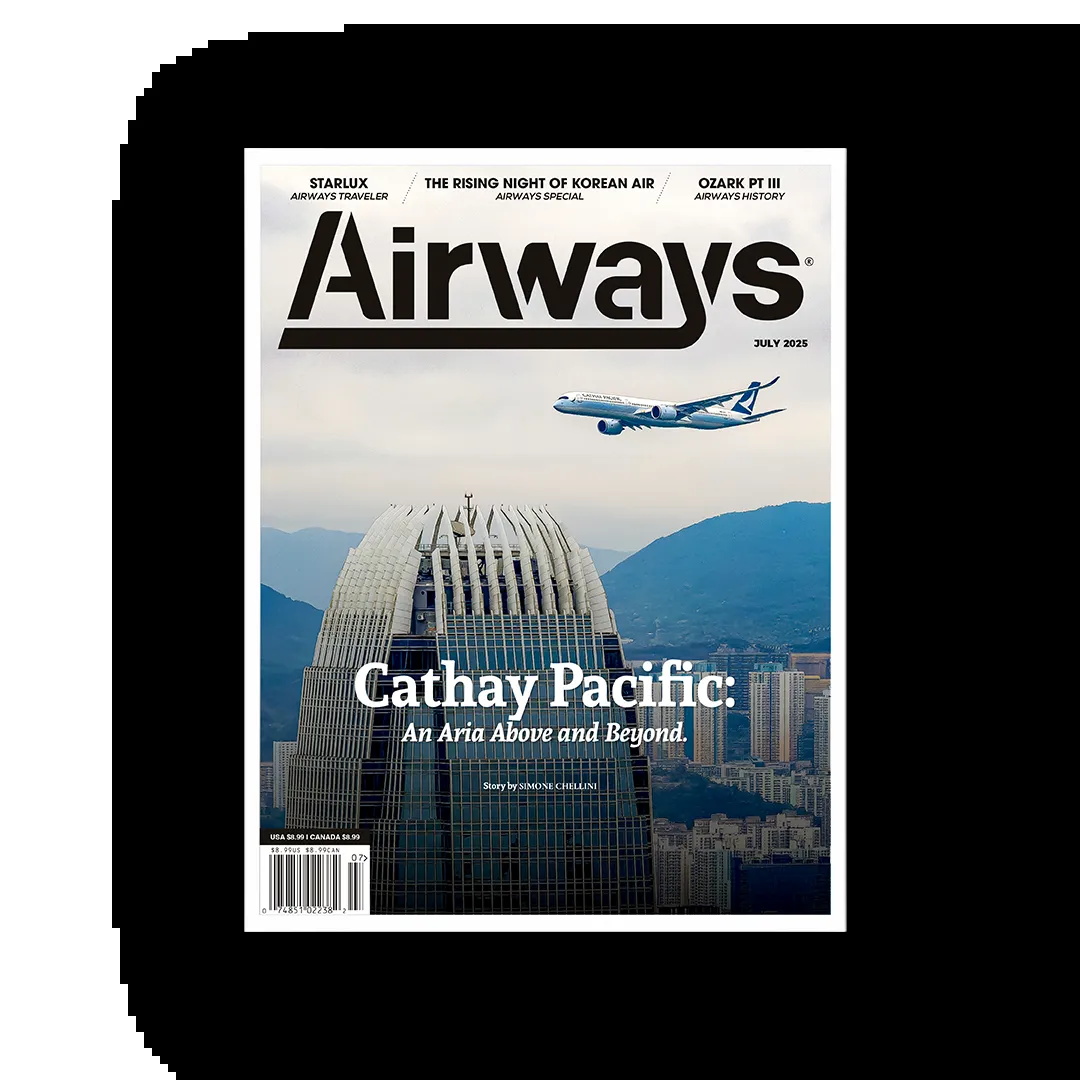 STARLUX
AIRWAYS TRAVELER
THE RISING NIGHT OF KOREAN AIR
AIRWAYS SPECIAL
OZARK PT III
AIRWAYS HISTORY
Airways®
JULY 2025
CATHAY PACIFIC
Cathay Pacific:
An Aria Above and Beyond.
Story by SIMONE CHELLINI
USA $8.99 | CANADA $8.99
$8.99US $8.99CAN
07>
0 74851 02238 2